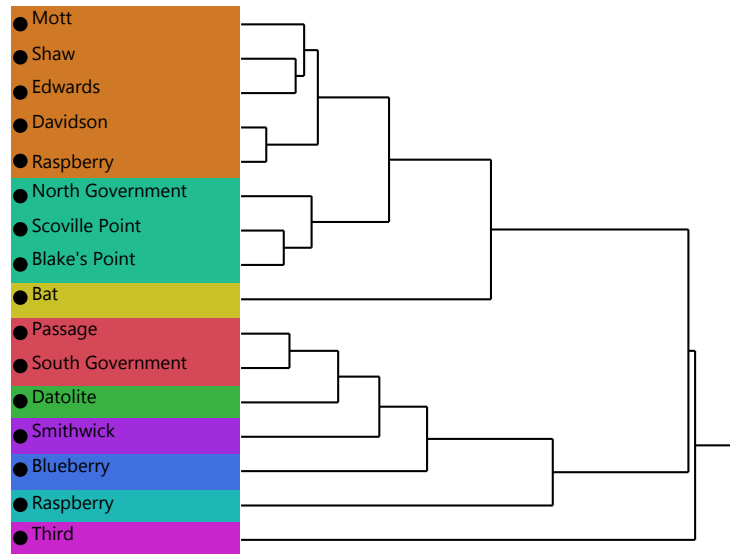 Mott
Shaw
Edwards
Davidson
Raspberry
North Government
Scoville Point
Blake's Point
Bat
Passage
South Government
Datolite
Smithwick
Blueberry
Raspberry
Third